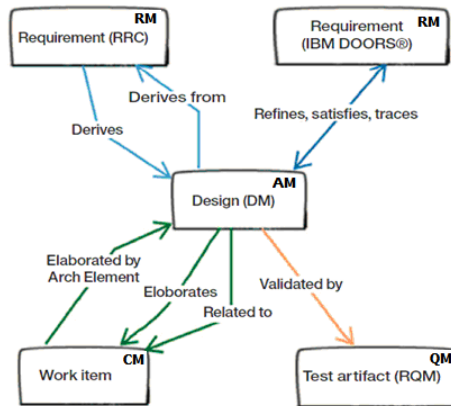 RM
Requirement (RRC)
RM
Requirement
(IBM DOORS®)
Derives from
Derives
Refines, satisfies, traces
AM
Design (DM)
Elaborated by
Arch Element
Eloborates
Related to
Validated by
CM
Work item
QM
Test artifact (RQM)